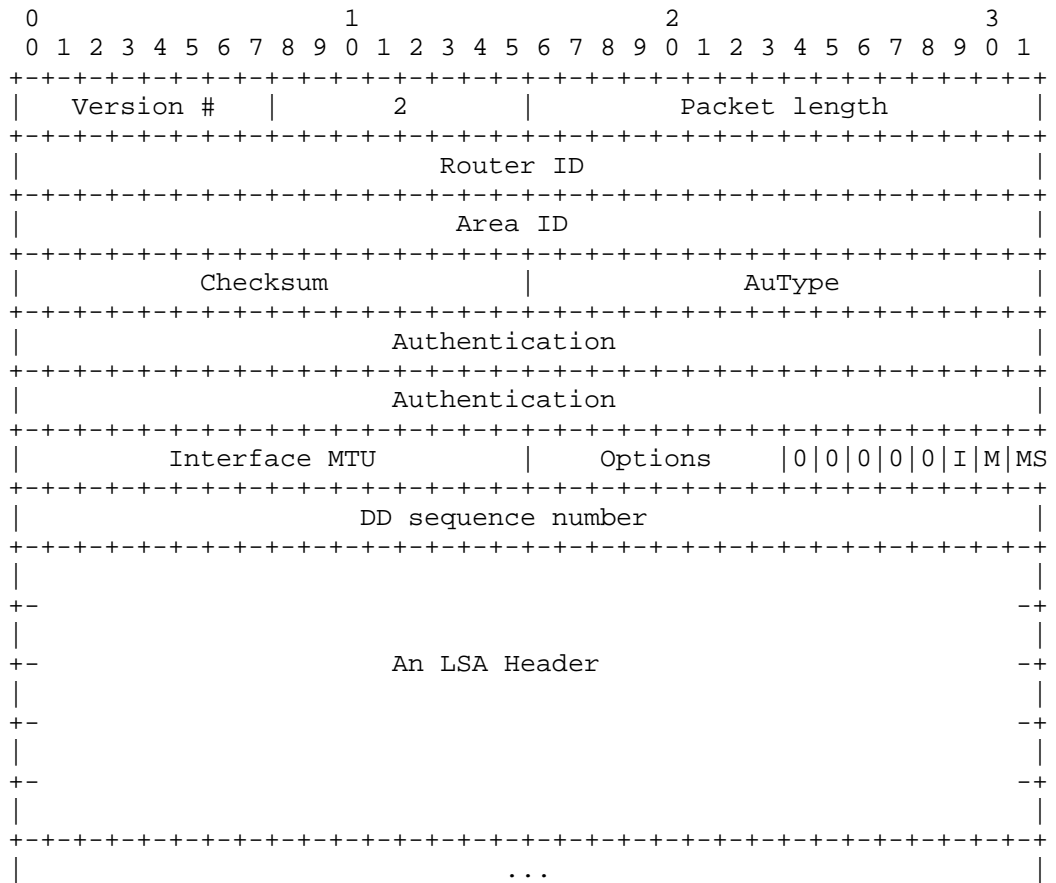 0                   1                   2                   3
 0 1 2 3 4 5 6 7 8 9 0 1 2 3 4 5 6 7 8 9 0 1 2 3 4 5 6 7 8 9 0 1
+-+-+-+-+-+-+-+-+-+-+-+-+-+-+-+-+-+-+-+-+-+-+-+-+-+-+-+-+-+-+-+-+
|   Version #   |       2       |         Packet length         |
+-+-+-+-+-+-+-+-+-+-+-+-+-+-+-+-+-+-+-+-+-+-+-+-+-+-+-+-+-+-+-+-+
|                          Router ID                            |
+-+-+-+-+-+-+-+-+-+-+-+-+-+-+-+-+-+-+-+-+-+-+-+-+-+-+-+-+-+-+-+-+
|                           Area ID                             |
+-+-+-+-+-+-+-+-+-+-+-+-+-+-+-+-+-+-+-+-+-+-+-+-+-+-+-+-+-+-+-+-+
|           Checksum            |             AuType            |
+-+-+-+-+-+-+-+-+-+-+-+-+-+-+-+-+-+-+-+-+-+-+-+-+-+-+-+-+-+-+-+-+
|                       Authentication                          |
+-+-+-+-+-+-+-+-+-+-+-+-+-+-+-+-+-+-+-+-+-+-+-+-+-+-+-+-+-+-+-+-+
|                       Authentication                          |
+-+-+-+-+-+-+-+-+-+-+-+-+-+-+-+-+-+-+-+-+-+-+-+-+-+-+-+-+-+-+-+-+
|         Interface MTU         |    Options    |0|0|0|0|0|I|M|MS
+-+-+-+-+-+-+-+-+-+-+-+-+-+-+-+-+-+-+-+-+-+-+-+-+-+-+-+-+-+-+-+-+
|                     DD sequence number                        |
+-+-+-+-+-+-+-+-+-+-+-+-+-+-+-+-+-+-+-+-+-+-+-+-+-+-+-+-+-+-+-+-+
|                                                               |
+-                                                             -+
|                                                               |
+-                      An LSA Header                          -+
|                                                               |
+-                                                             -+
|                                                               |
+-                                                             -+
|                                                               |
+-+-+-+-+-+-+-+-+-+-+-+-+-+-+-+-+-+-+-+-+-+-+-+-+-+-+-+-+-+-+-+-+
|                              ...                              |